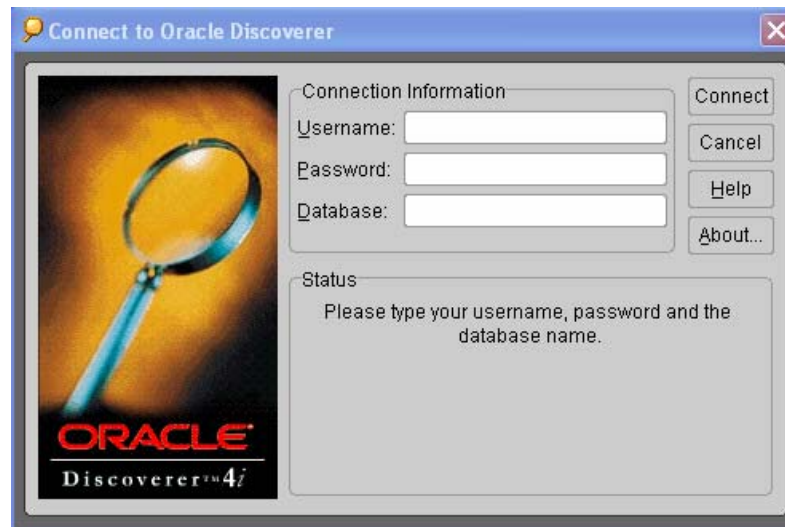 Connect to Oracle Discoverer
Connection Information
Username:
Password:
Database:
Connect
Cancel
Help
About...
Status
Please type your username, password and the
database name.
ORACLE
Discoverer™4i